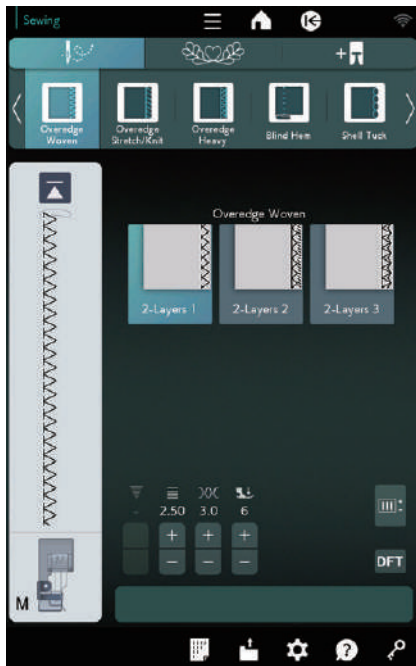 Sewing
Overedge
Woven
Overedge
Stretch/Knit
Overedge
Heavy
Blind Hem
Shell Tuck
Overedge Woven
2-Layers 1
2-Layers 2
2-Layers 3
- 2.50 3.0 6
+ + +
- - -
DFT
M